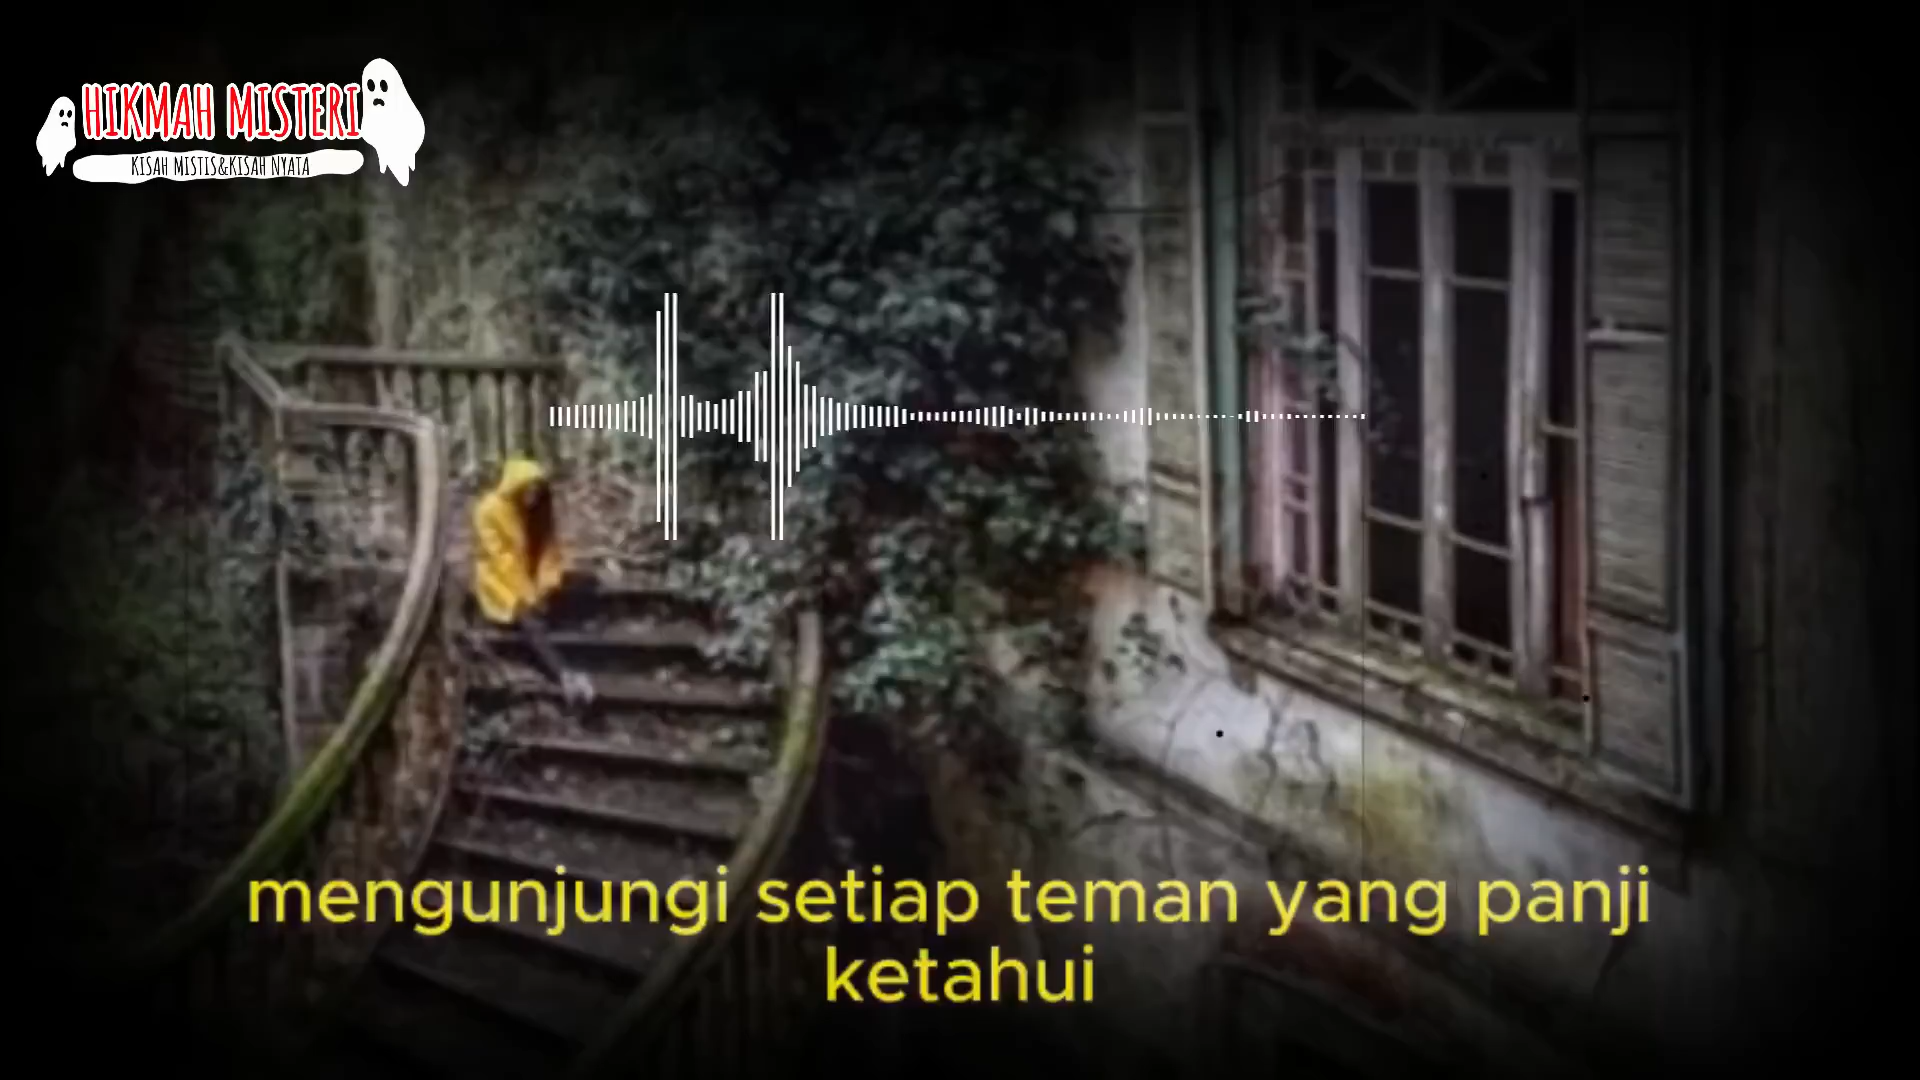 HIKMAH MISTERI
KISAH MISTIS&KISAH NYATA
mengunjungi setiap teman yang panji
ketahui